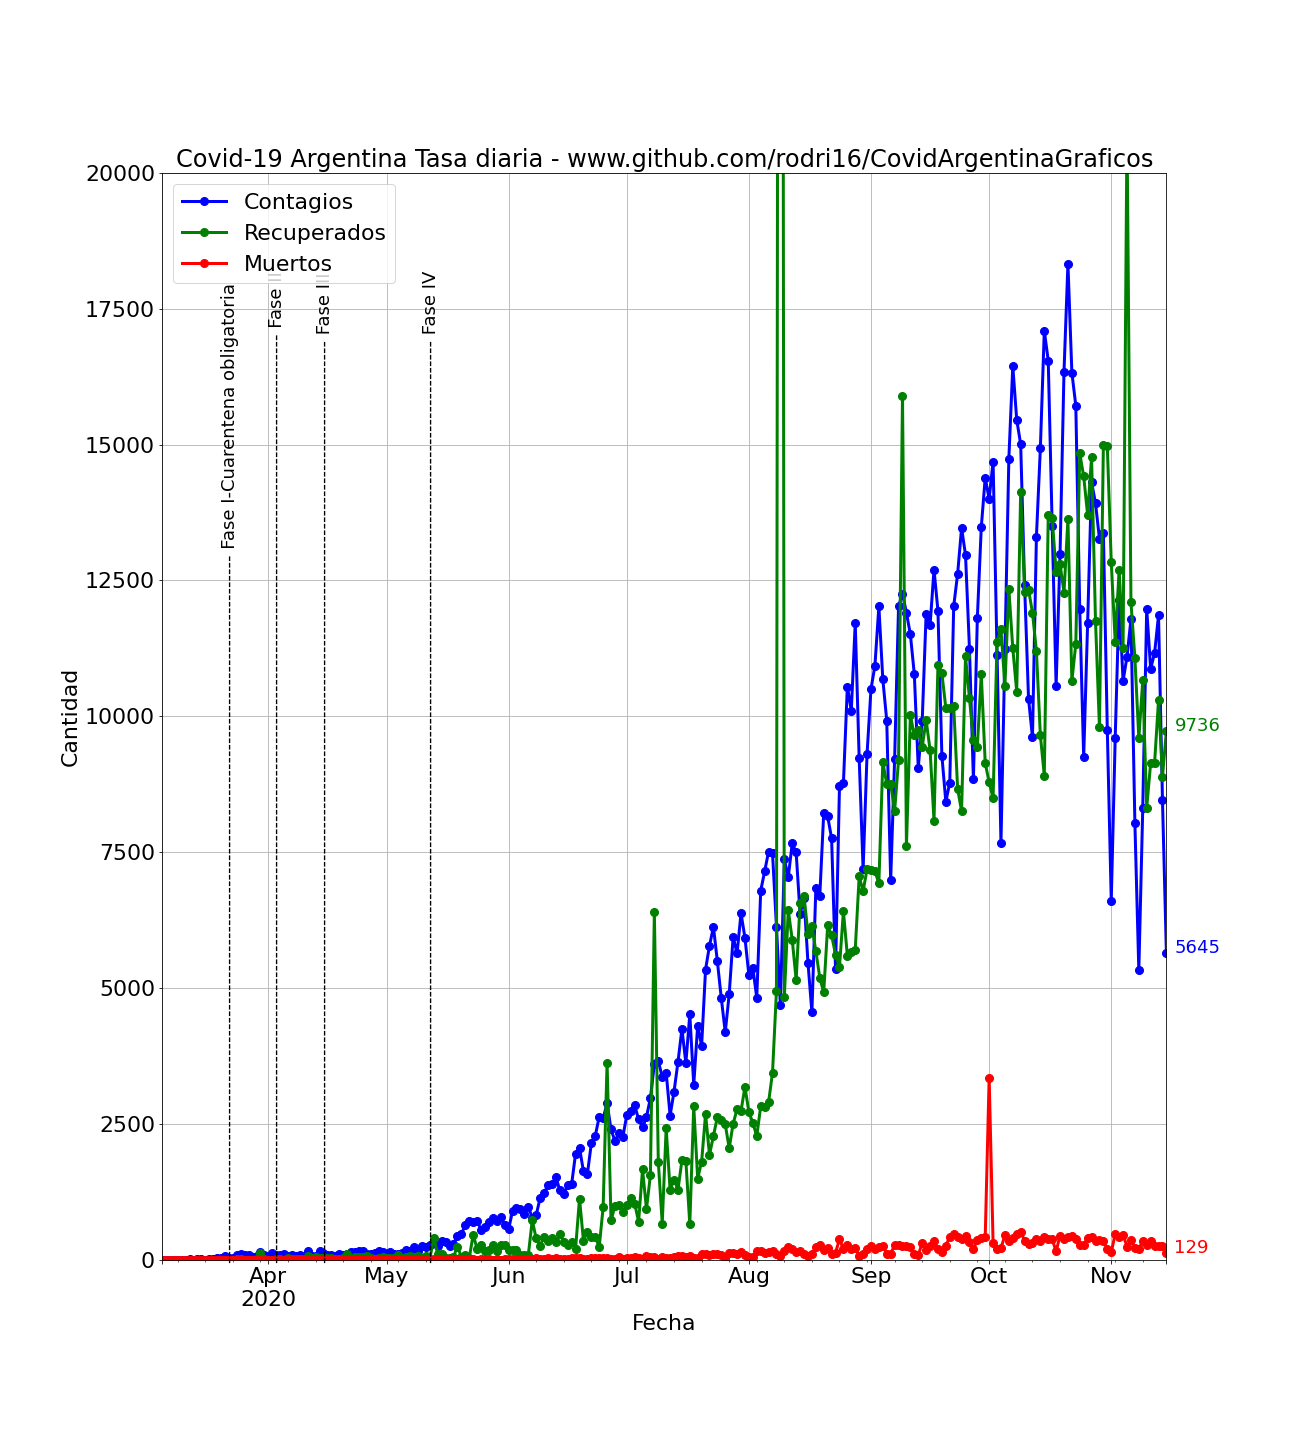 Covid-19 Argentina Tasa diaria - www.github.com/rodri16/CovidArgentinaGraficos
20000
17500
15000
12500
10000
7500
5000
2500
0
Cantidad
Contagios
Recuperados
Muertos
Fase I-Cuarentena obligatoria
Fase II
Fase III
Fase IV
9736
5645
129
Apr
2020
May
Jun
Jul
Aug
Sep
Oct
Nov
Fecha